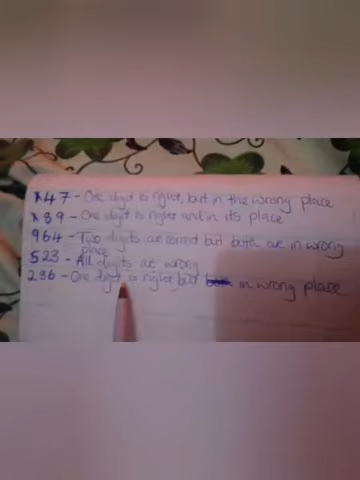 147 - One digit is right, but in the wrong place
189 - One digit is right and in its place
964 - Two digits are correct but both are in wrong
place
523 - All digits are wrong
286 - One digit is right, but in wrong place